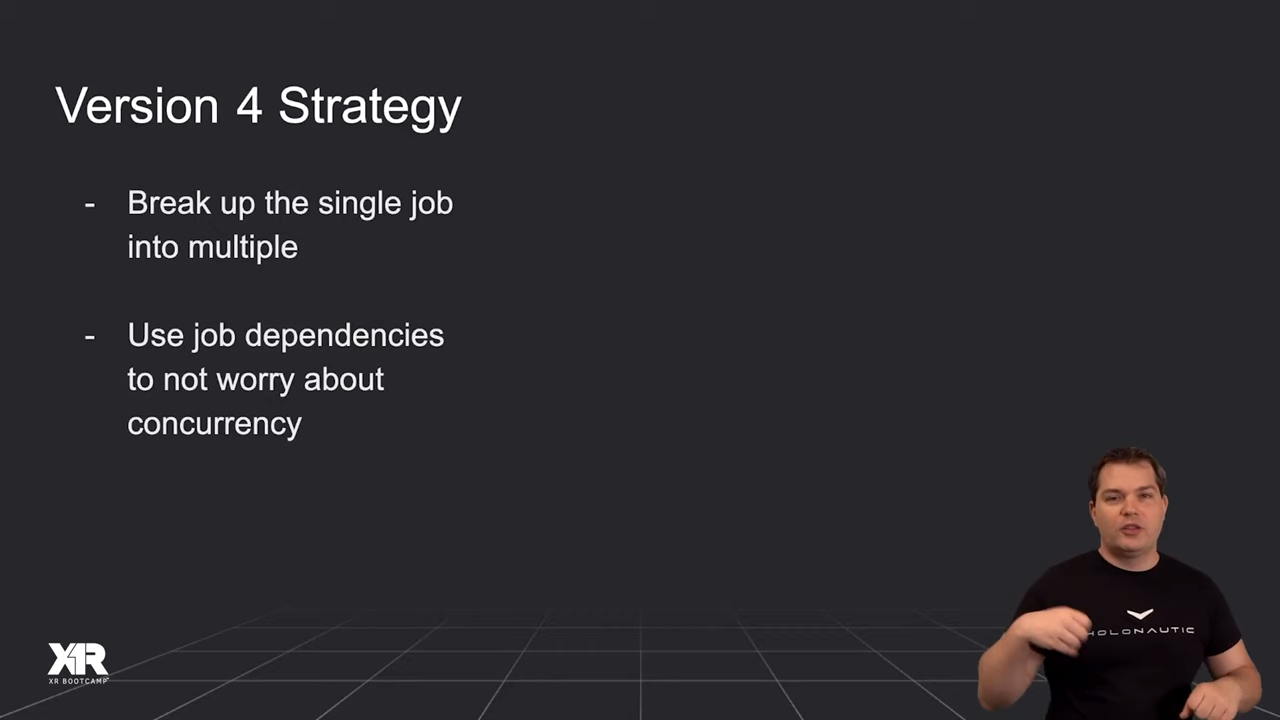 Version 4 Strategy
- Break up the single job
into multiple
- Use job dependencies
to not worry about
concurrency
HOLONAUTIC
XR
XR BOOTCAMP